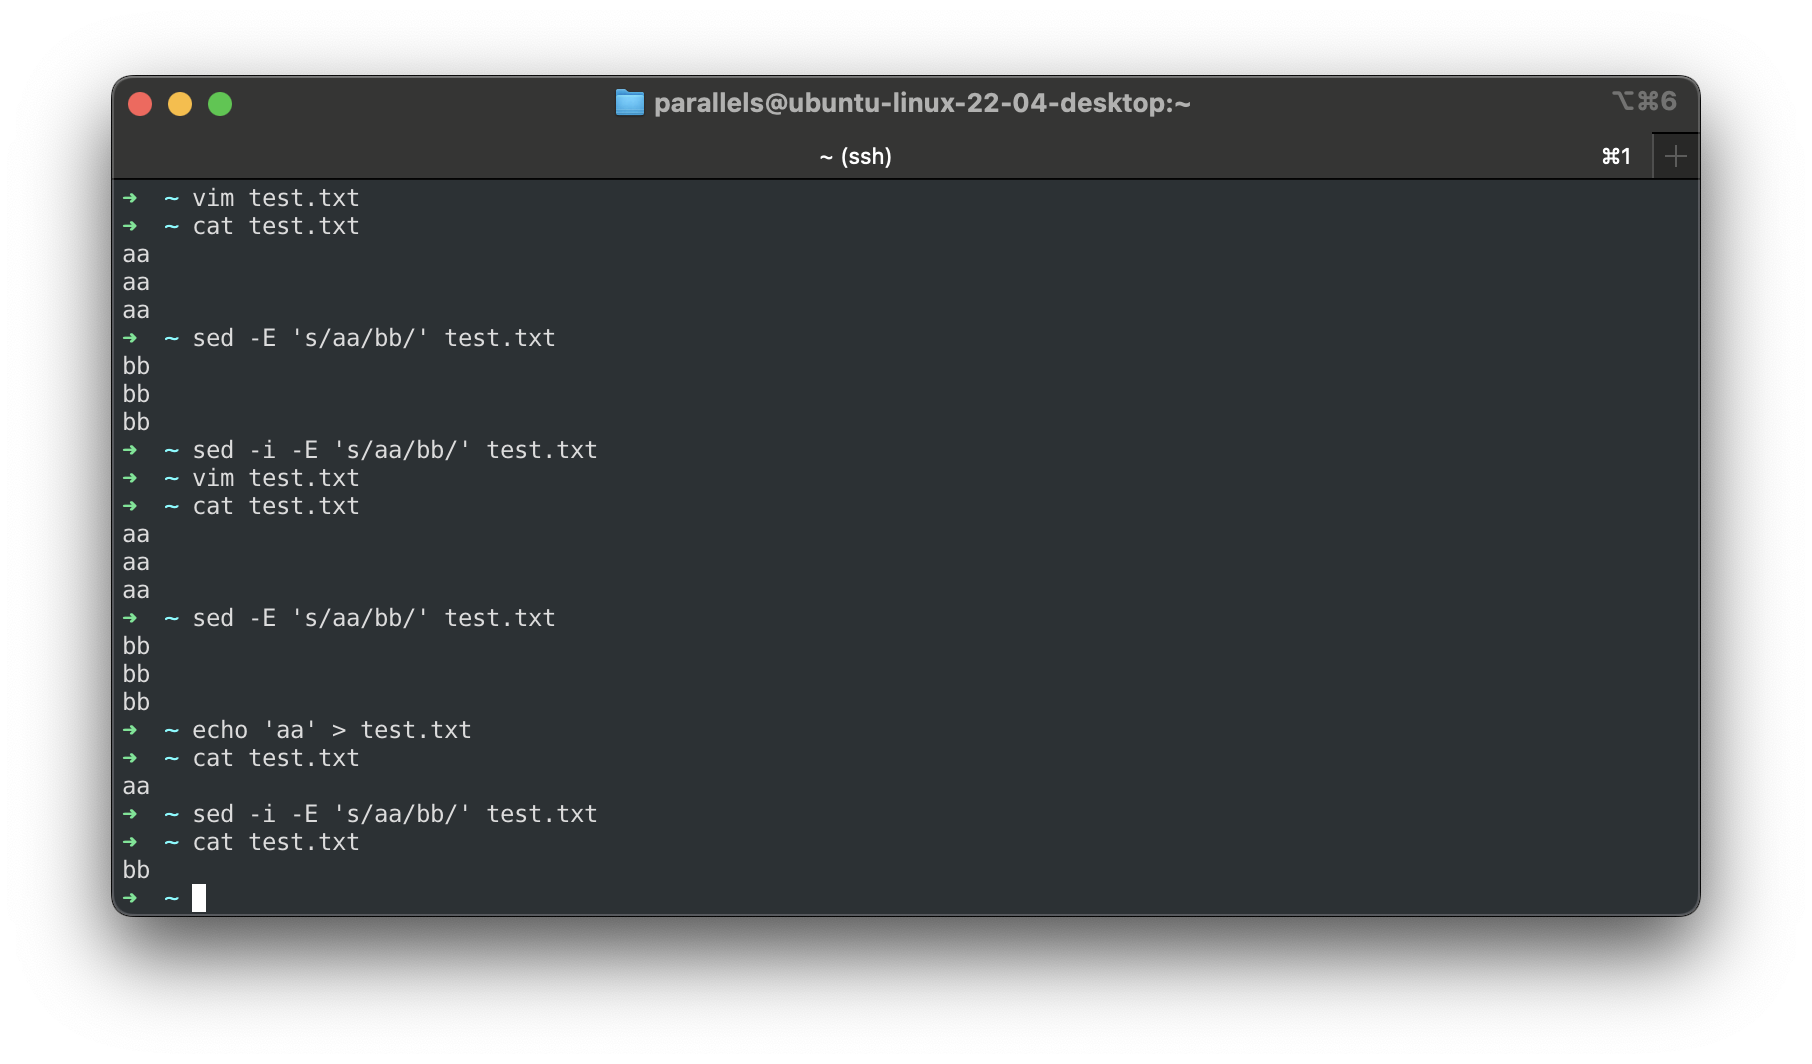 parallels@ubuntu-linux-22-04-desktop:~ ⌥⌘6
~ (ssh) ⌘1 +
➜  ~ vim test.txt
➜  ~ cat test.txt
aa
aa
aa
➜  ~ sed -E 's/aa/bb/' test.txt
bb
bb
bb
➜  ~ sed -i -E 's/aa/bb/' test.txt
➜  ~ vim test.txt
➜  ~ cat test.txt
aa
aa
aa
➜  ~ sed -E 's/aa/bb/' test.txt
bb
bb
bb
➜  ~ echo 'aa' > test.txt
➜  ~ cat test.txt
aa
➜  ~ sed -i -E 's/aa/bb/' test.txt
➜  ~ cat test.txt
bb
➜  ~